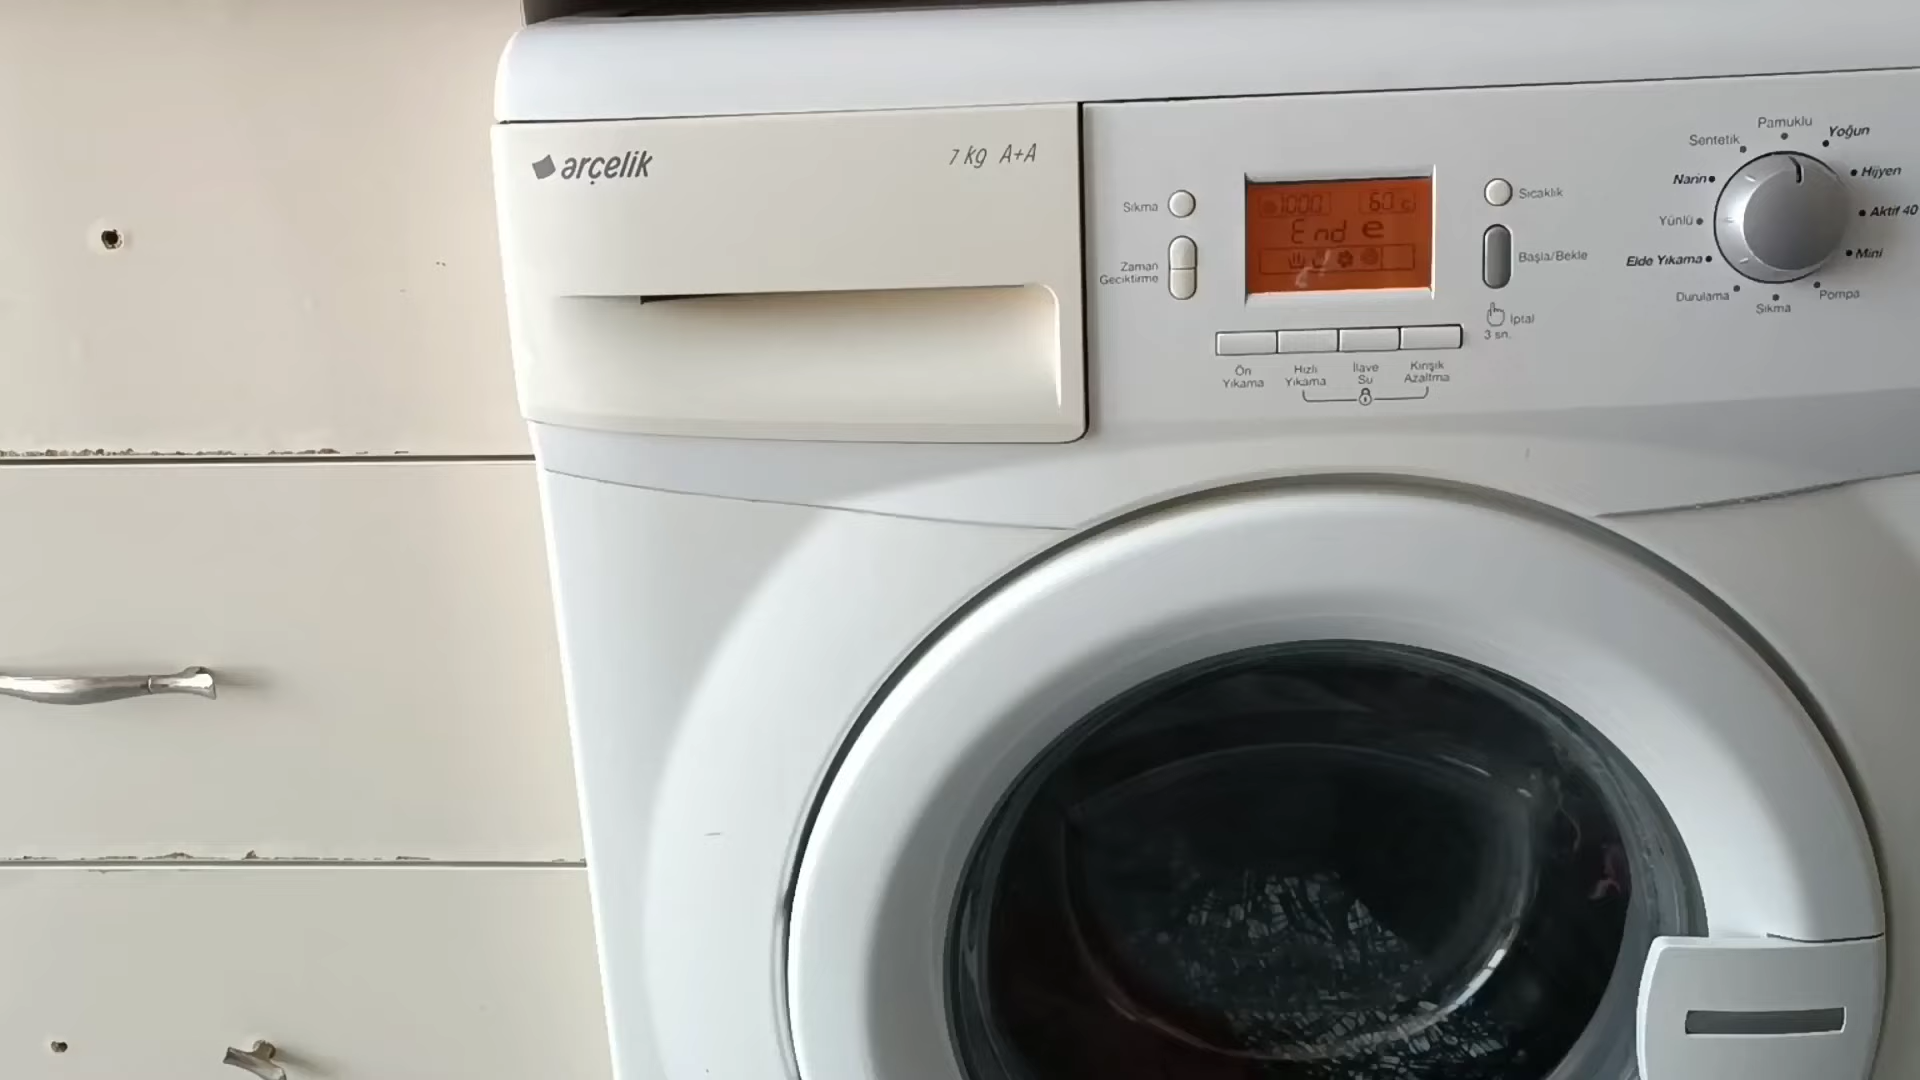 arçelik
7 kg A+A
Sıkma
Zaman
Geciktirme
1000 60 c
End e
Sıcaklık
Başla/Bekle
İptal
3 sn.
Ön
Yıkama
Hızlı
Yıkama
İlave
Su
Kırışık
Azaltma
Pamuklu
Sentetik
Yoğun
Narin
Hijyen
Yünlü
Aktif 40
Elde Yıkama
Mini
Durulama
Sıkma
Pompa